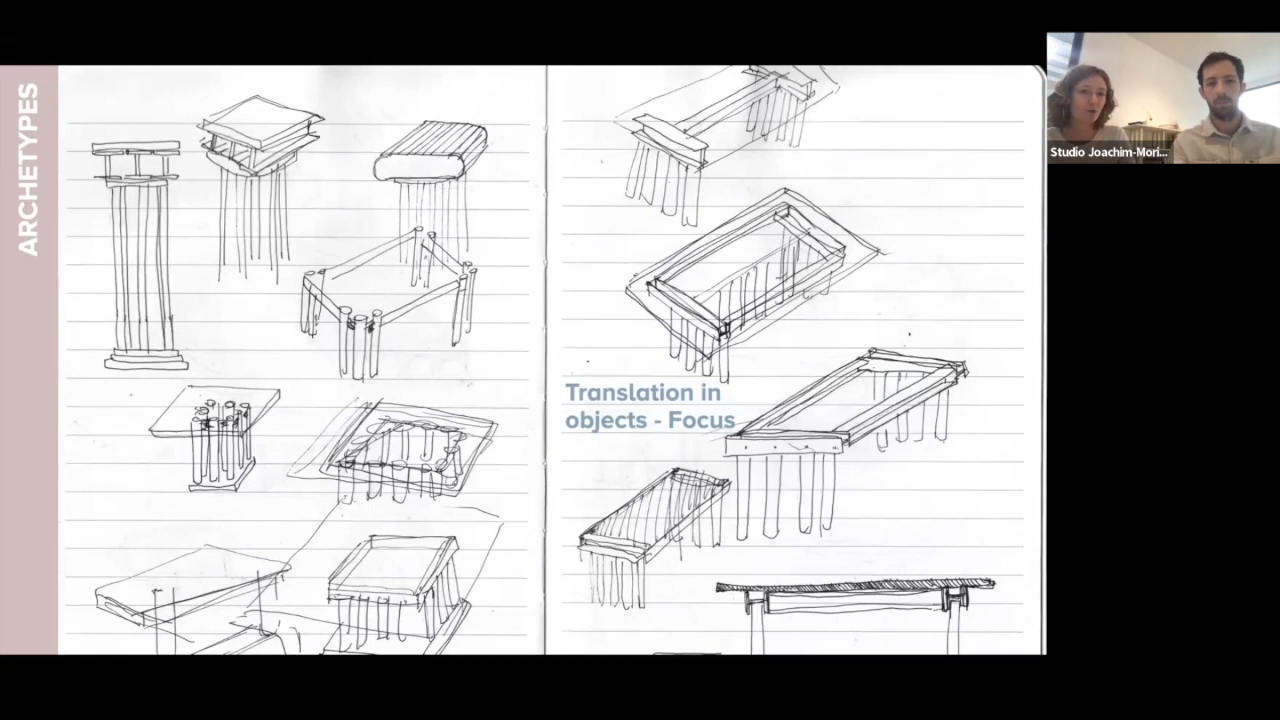 ARCHETYPES
Translation in
objects - Focus
Studio Joachim-Mori...